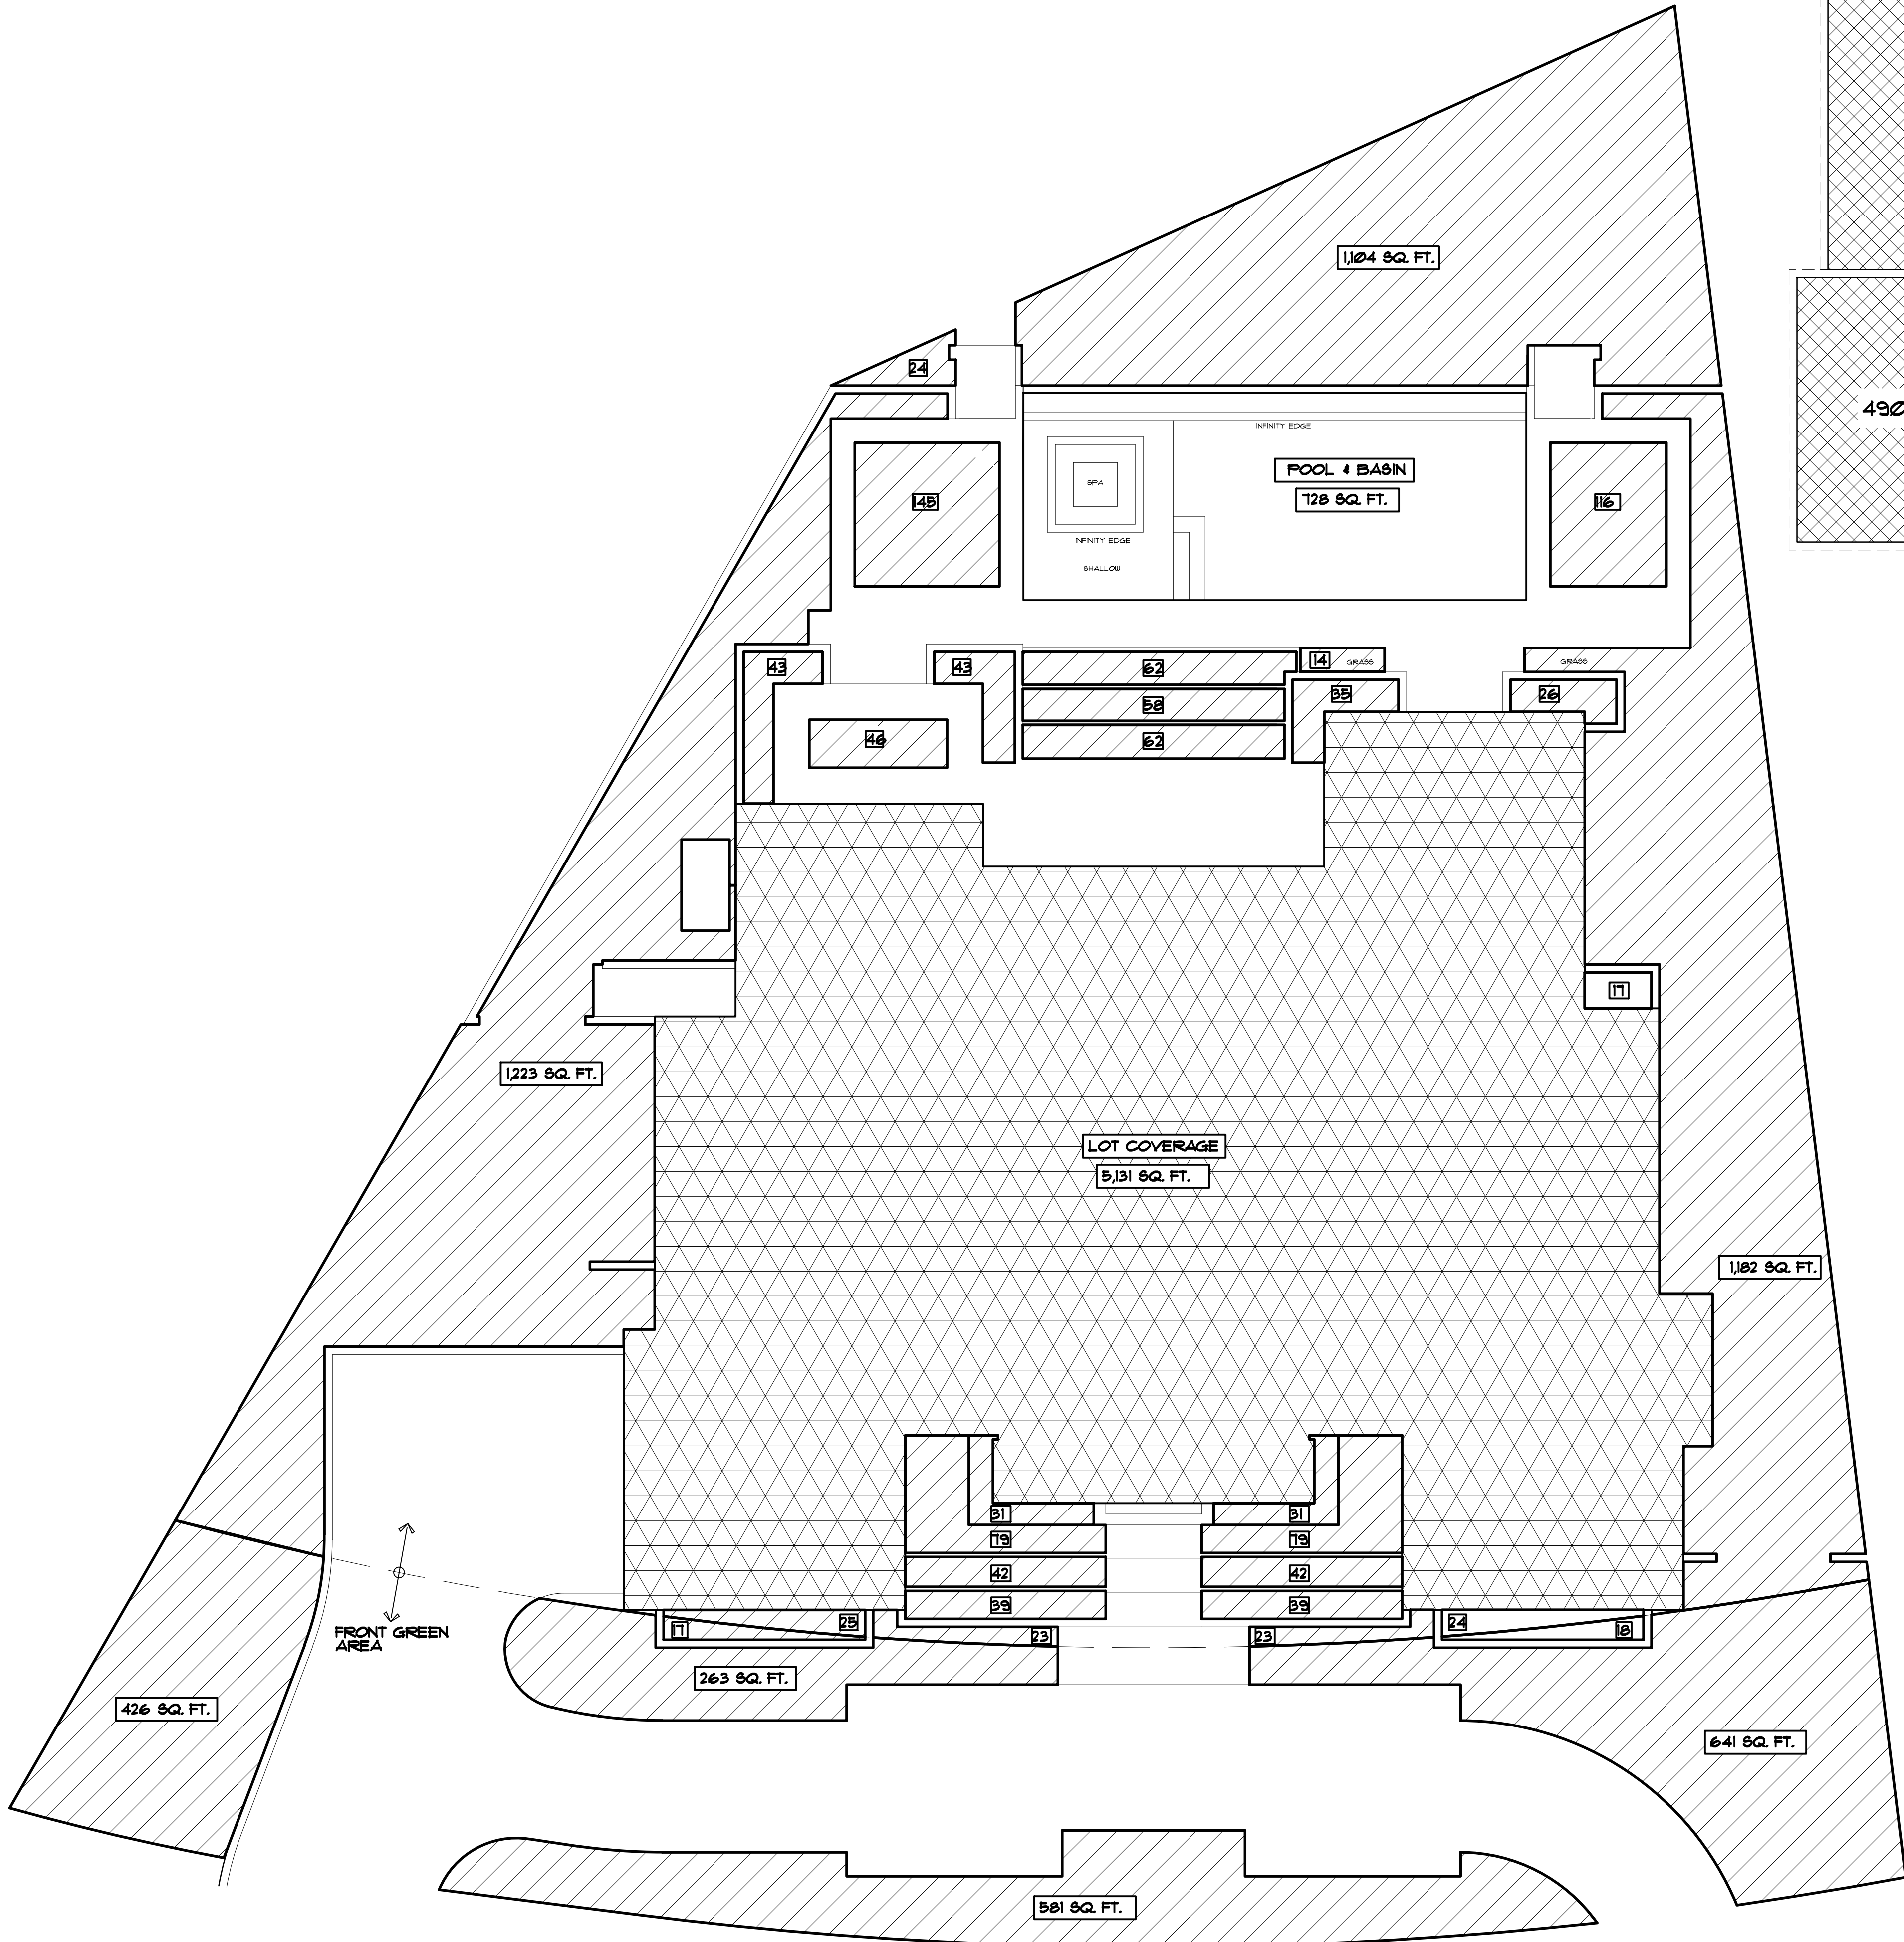 1,104 SQ. FT.
24
490
INFINITY EDGE
POOL & BASIN
728 SQ. FT.
SPA
145
116
INFINITY EDGE
SHALLOW
43
43
62
14
GRASS
GRASS
58
35
26
46
62
17
1,223 SQ. FT.
LOT COVERAGE
5,131 SQ. FT.
1,182 SQ. FT.
31
31
79
79
42
42
39
39
FRONT GREEN
AREA
17
25
23
23
24
18
263 SQ. FT.
426 SQ. FT.
641 SQ. FT.
581 SQ. FT.